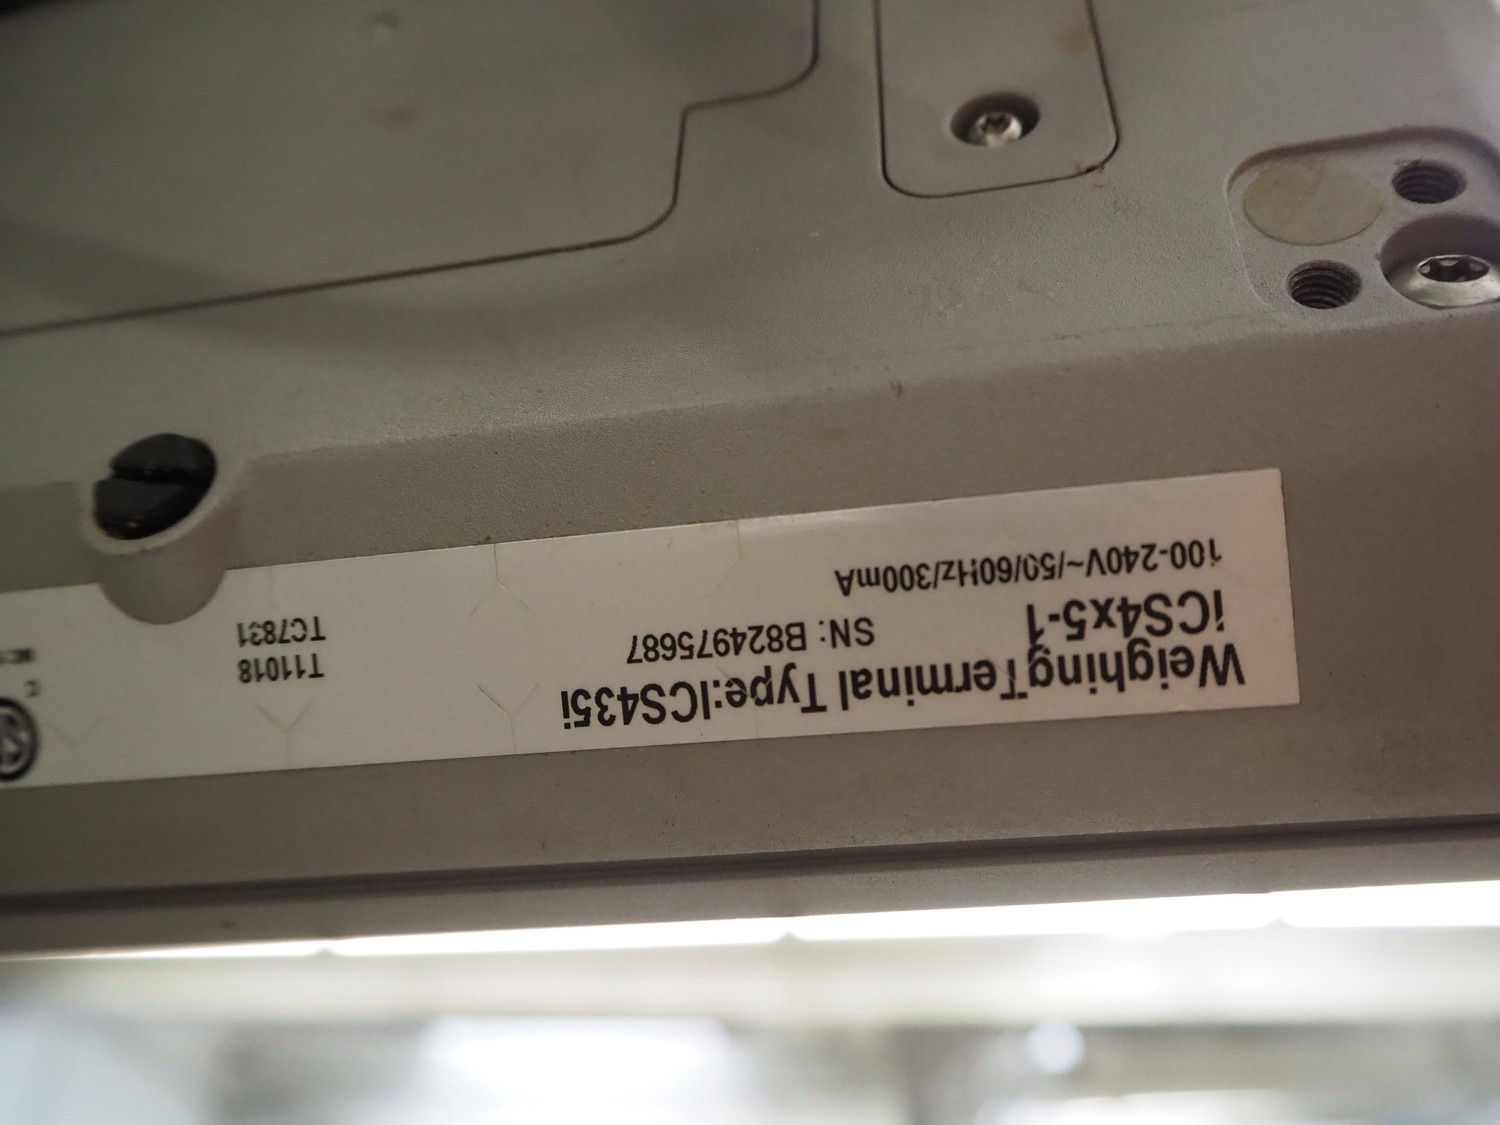 Weighing Terminal Type:ICS435i
iCS4x5-1
SN: B824975687
100-240V~/50/60Hz/300mA
T11018
TC7831